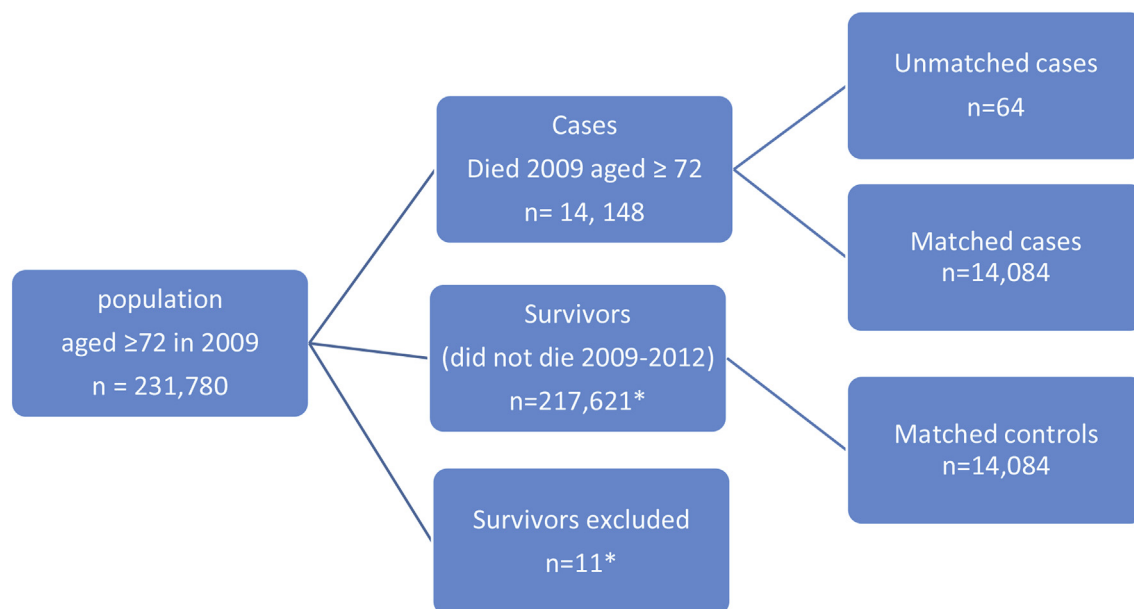 population
aged ≥72 in 2009
n = 231,780
Cases
Died 2009 aged ≥ 72
n= 14, 148
Survivors
(did not die 2009-2012)
n=217,621*
Survivors excluded
n=11*
Unmatched cases
n=64
Matched cases
n=14,084
Matched controls
n=14,084